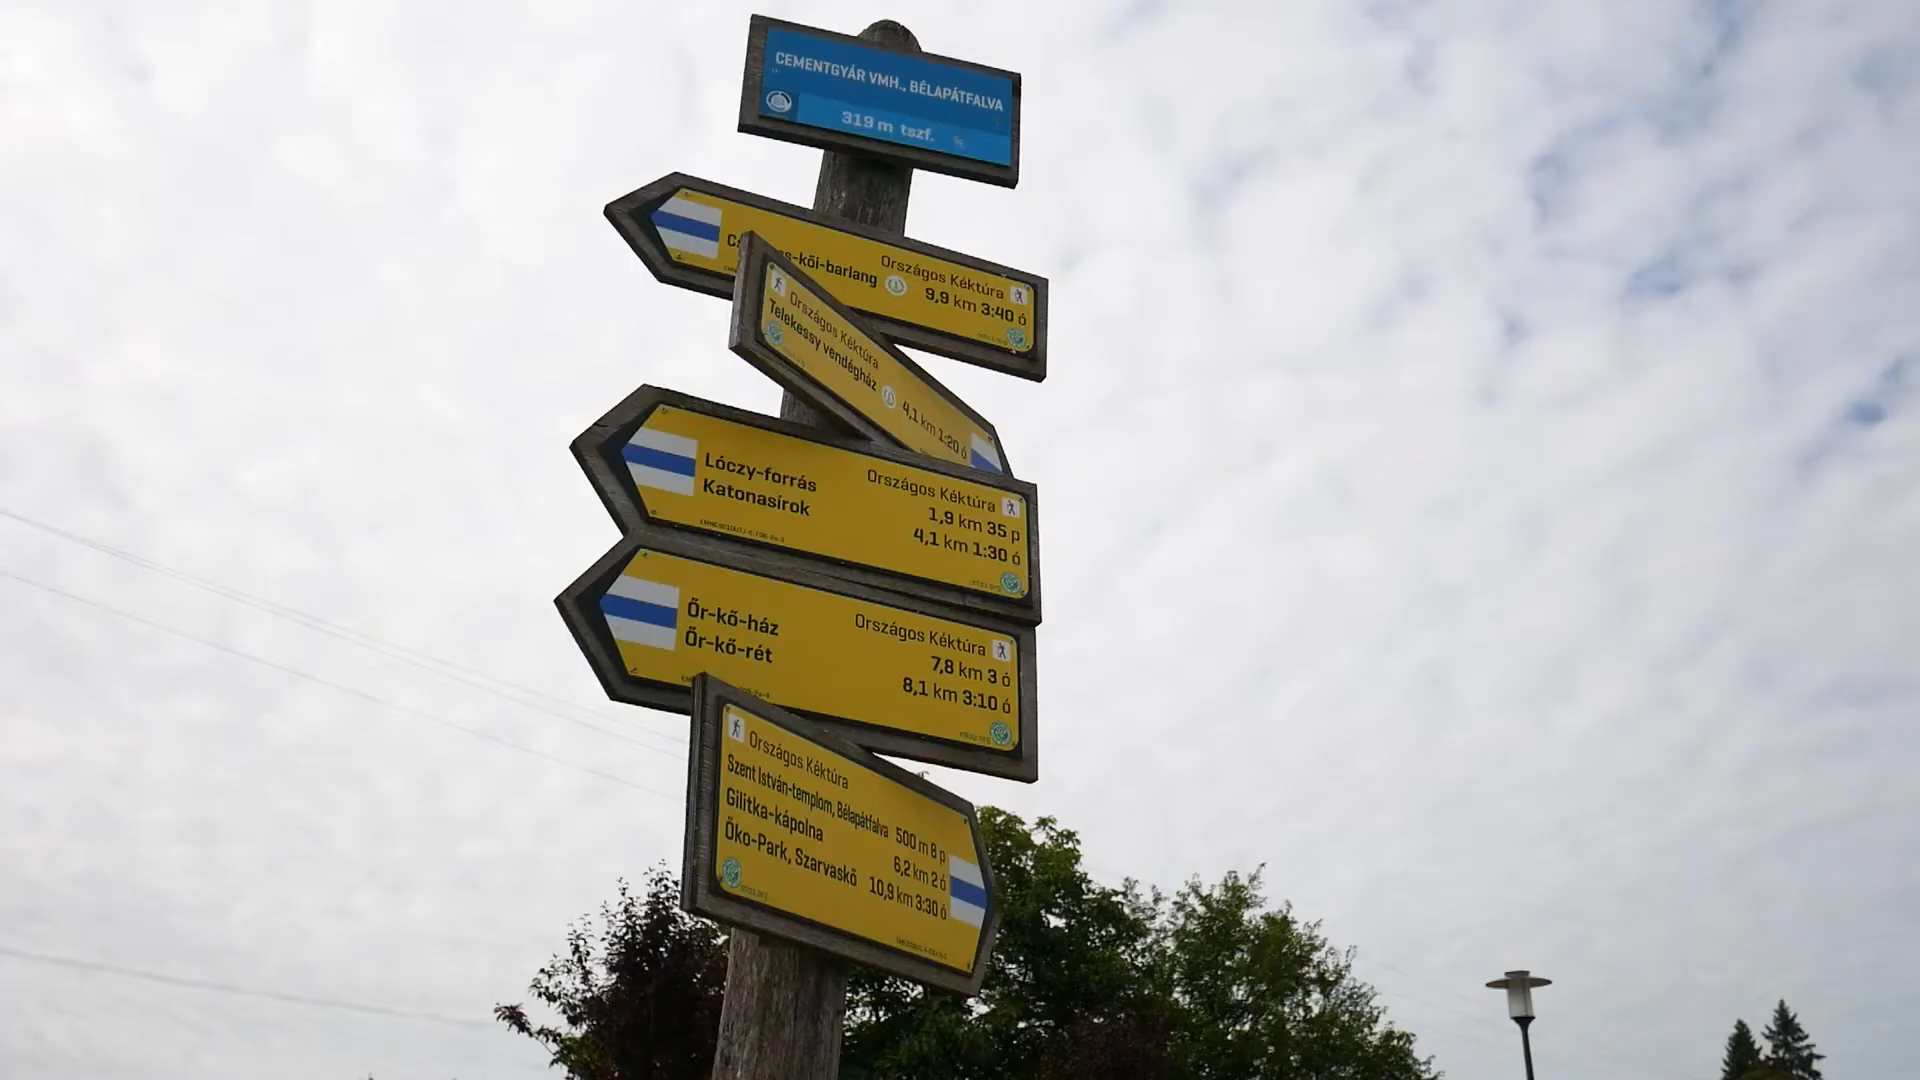 CEMENTGYÁR VMH., BÉLAPÁTFALVA
319 m tszf.
Országos Kéktúra
s-kői-barlang 9,9 km 3:40 ó
Országos Kéktúra
Telekessy vendégház 4,1 km 1:20 ó
Országos Kéktúra
Lóczy-forrás 1,9 km 35 p
Katonasírok 4,1 km 1:30 ó
Országos Kéktúra
Őr-kő-ház 7,8 km 3 ó
Őr-kő-rét 8,1 km 3:10 ó
Országos Kéktúra
Szent István-templom, Bélapátfalva 500 m 8 p
Gilitka-kápolna 6,2 km 2 ó
Öko-Park, Szarvaskő 10,9 km 3:30 ó